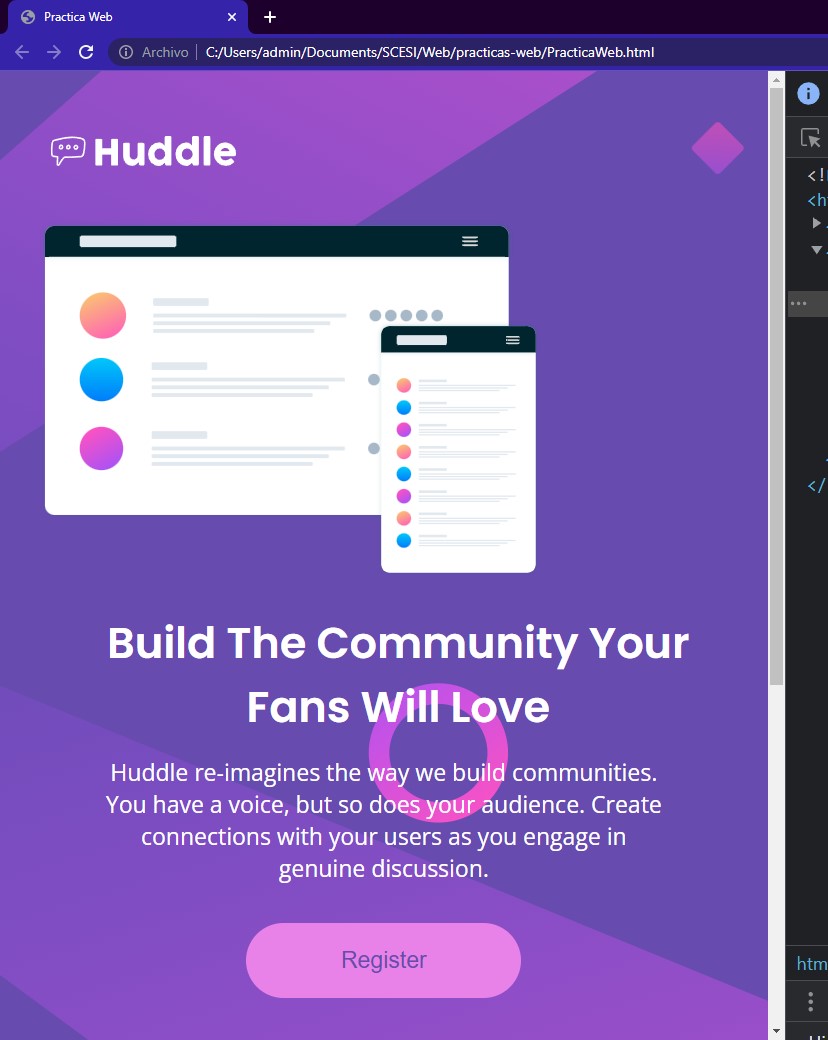 Practica Web
Archivo
C:/Users/admin/Documents/SCESI/Web/practicas-web/PracticaWeb.html
Huddle
Build The Community Your
Fans Will Love
Huddle re-imagines the way we build communities.
You have a voice, but so does your audience. Create
connections with your users as you engage in
genuine discussion.
Register